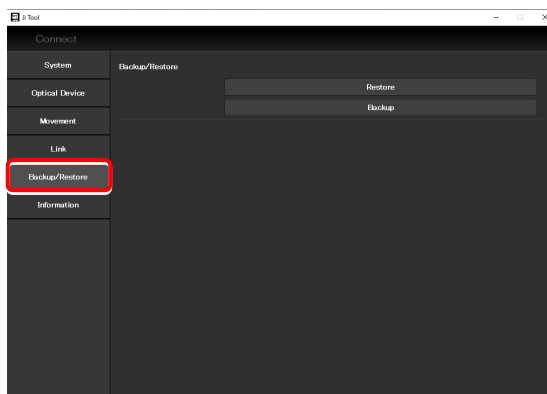 Ji Tool
Connect
System
Optical Device
Movement
Link
Backup/Restore
Information
Backup/Restore
Restore
Backup